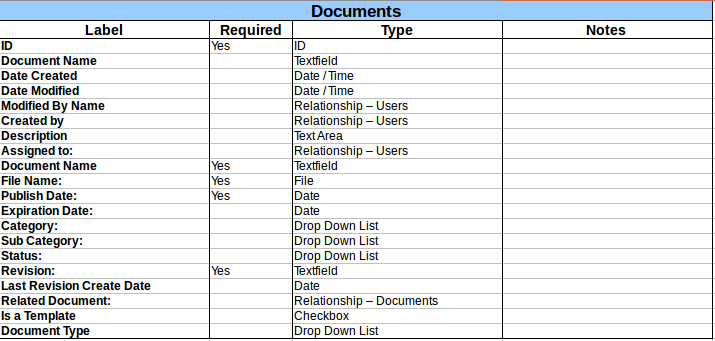 Documents
Label Required Type Notes
ID Yes ID
Document Name Textfield
Date Created Date / Time
Date Modified Date / Time
Modified By Name Relationship – Users
Created by Relationship – Users
Description Text Area
Assigned to: Relationship – Users
Document Name Yes Textfield
File Name: Yes File
Publish Date: Yes Date
Expiration Date: Date
Category: Drop Down List
Sub Category: Drop Down List
Status: Drop Down List
Revision: Yes Textfield
Last Revision Create Date Date
Related Document: Relationship – Documents
Is a Template Checkbox
Document Type Drop Down List